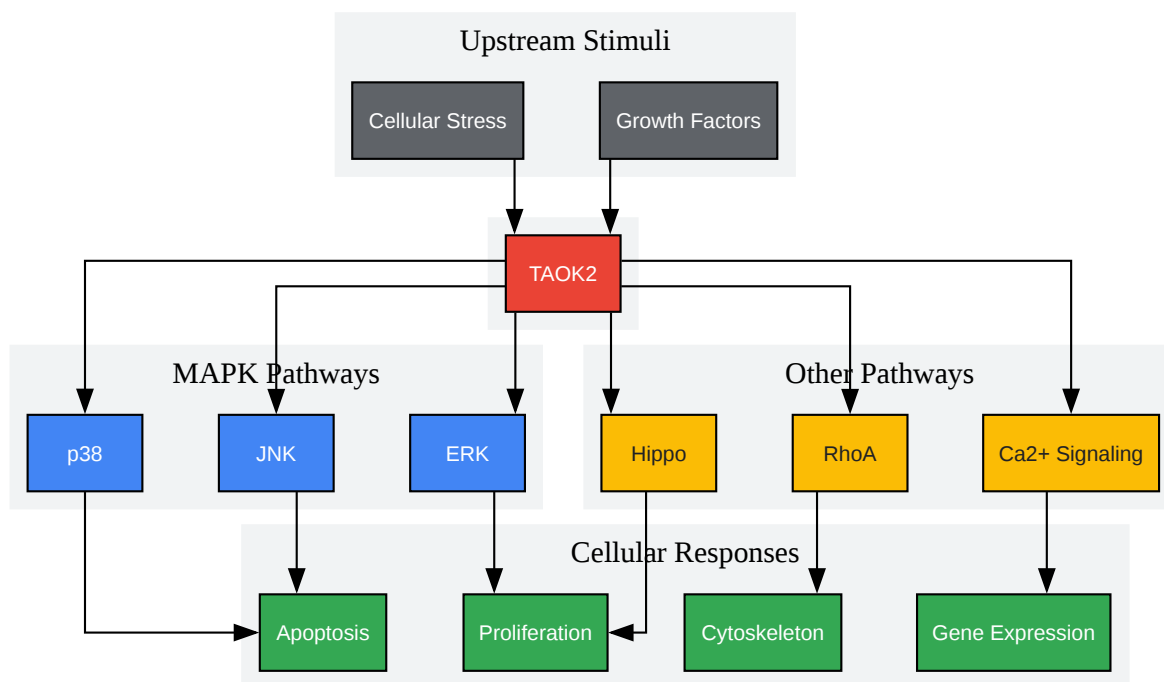 Upstream Stimuli
Cellular Stress
Growth Factors
TAOK2
MAPK Pathways
Other Pathways
p38
JNK
ERK
Hippo
RhoA
Ca2+ Signaling
Cellular Responses
Apoptosis
Proliferation
Cytoskeleton
Gene Expression